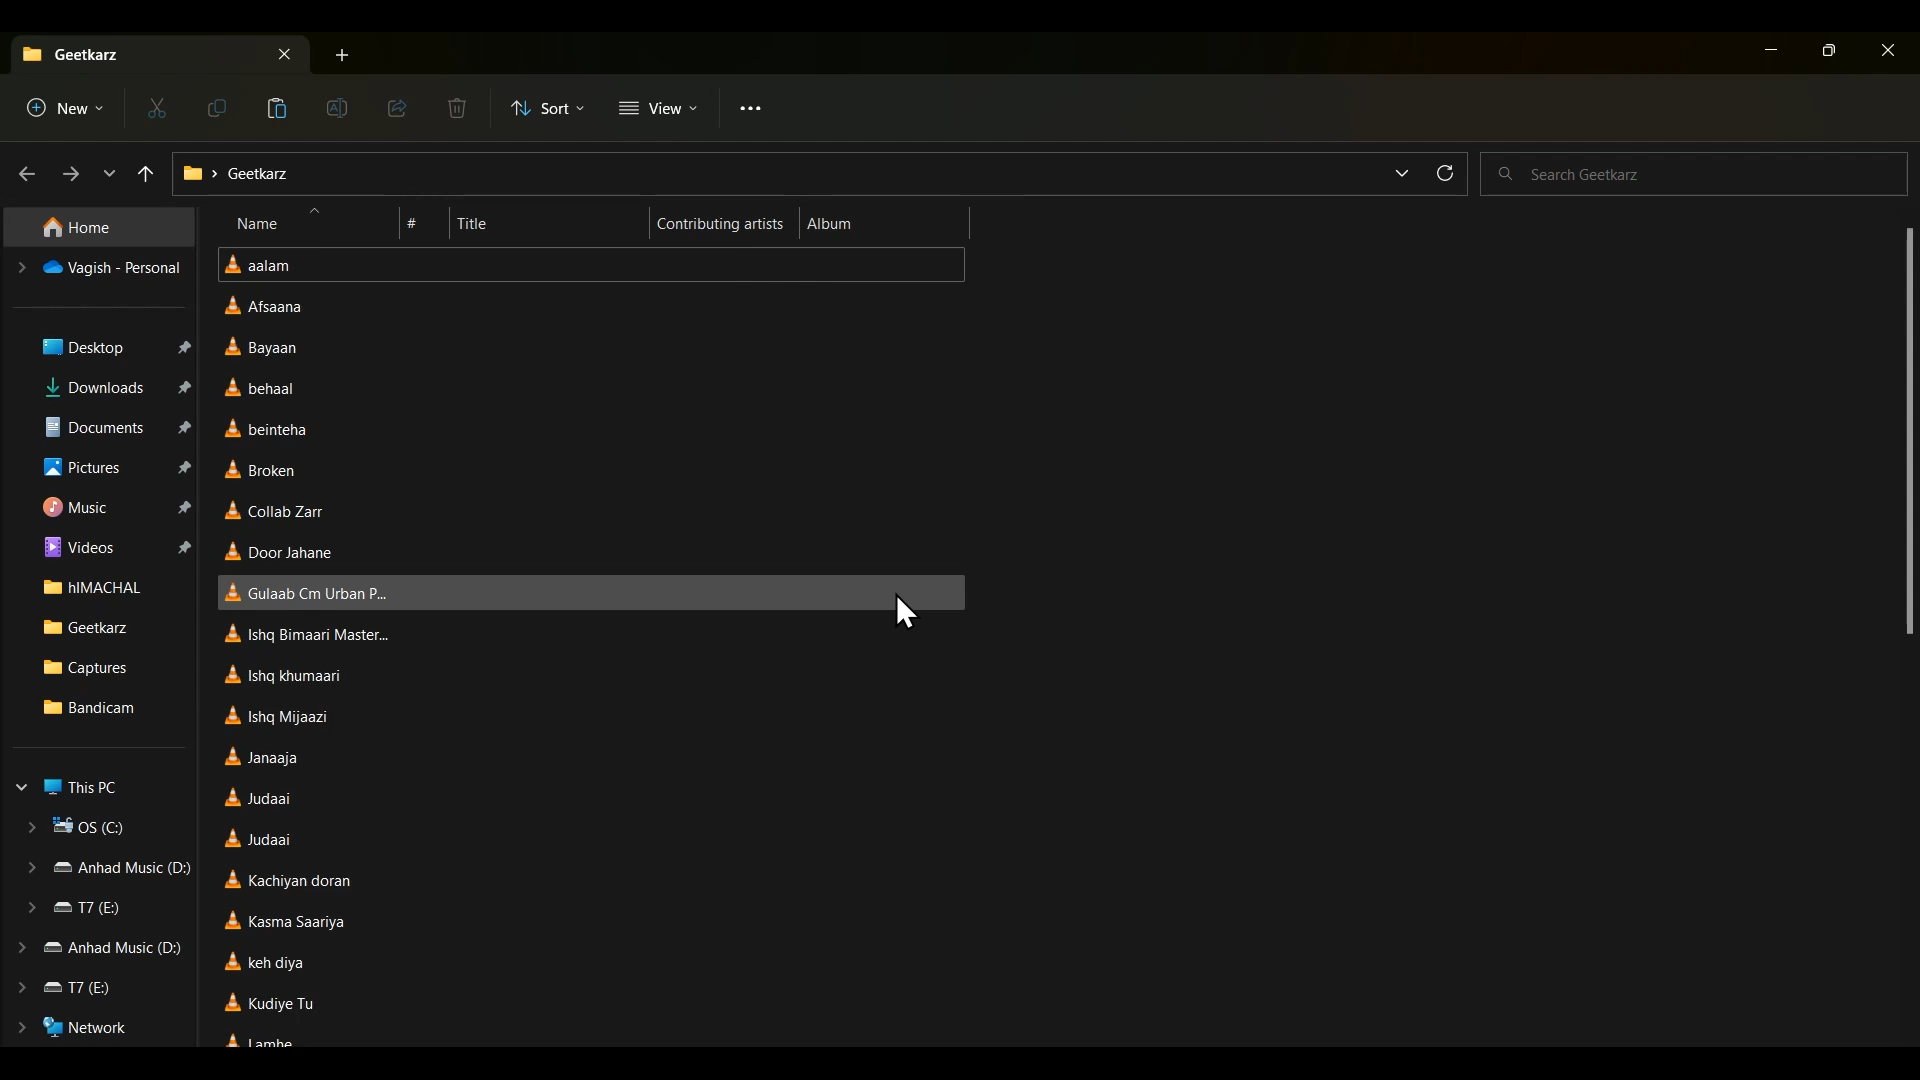 Geetkarz
New
Sort
View
Geetkarz
Search Geetkarz
Home
Vagish - Personal
Desktop
Downloads
Documents
Pictures
Music
Videos
hIMACHAL
Geetkarz
Captures
Bandicam
This PC
OS (C:)
Anhad Music (D:)
T7 (E:)
Anhad Music (D:)
T7 (E:)
Network
Name # Title Contributing artists Album
aalam
Afsaana
Bayaan
behaal
beinteha
Broken
Collab Zarr
Door Jahane
Gulaab Cm Urban P...
Ishq Bimaari Master...
Ishq khumaari
Ishq Mijaazi
Janaaja
Judaai
Judaai
Kachiyan doran
Kasma Saariya
keh diya
Kudiye Tu
Lamhe